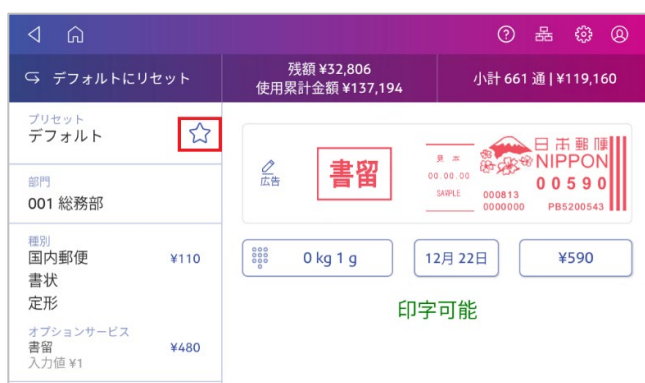 デフォルトにリセット
残額 ¥32,806
使用累計金額 ¥137,194
小計 661 通 | ¥119,160
プリセット
デフォルト
部門
001 総務部
種別
国内郵便 ¥110
書状
定形
オプションサービス
書留 ¥480
入力値 ¥1
広告
書留
見 本
00.00.00
SAMPLE
000813
0000000
日本郵便
NIPPON
00590
PB5200543
0 kg 1 g
12月 22日
¥590
印字可能